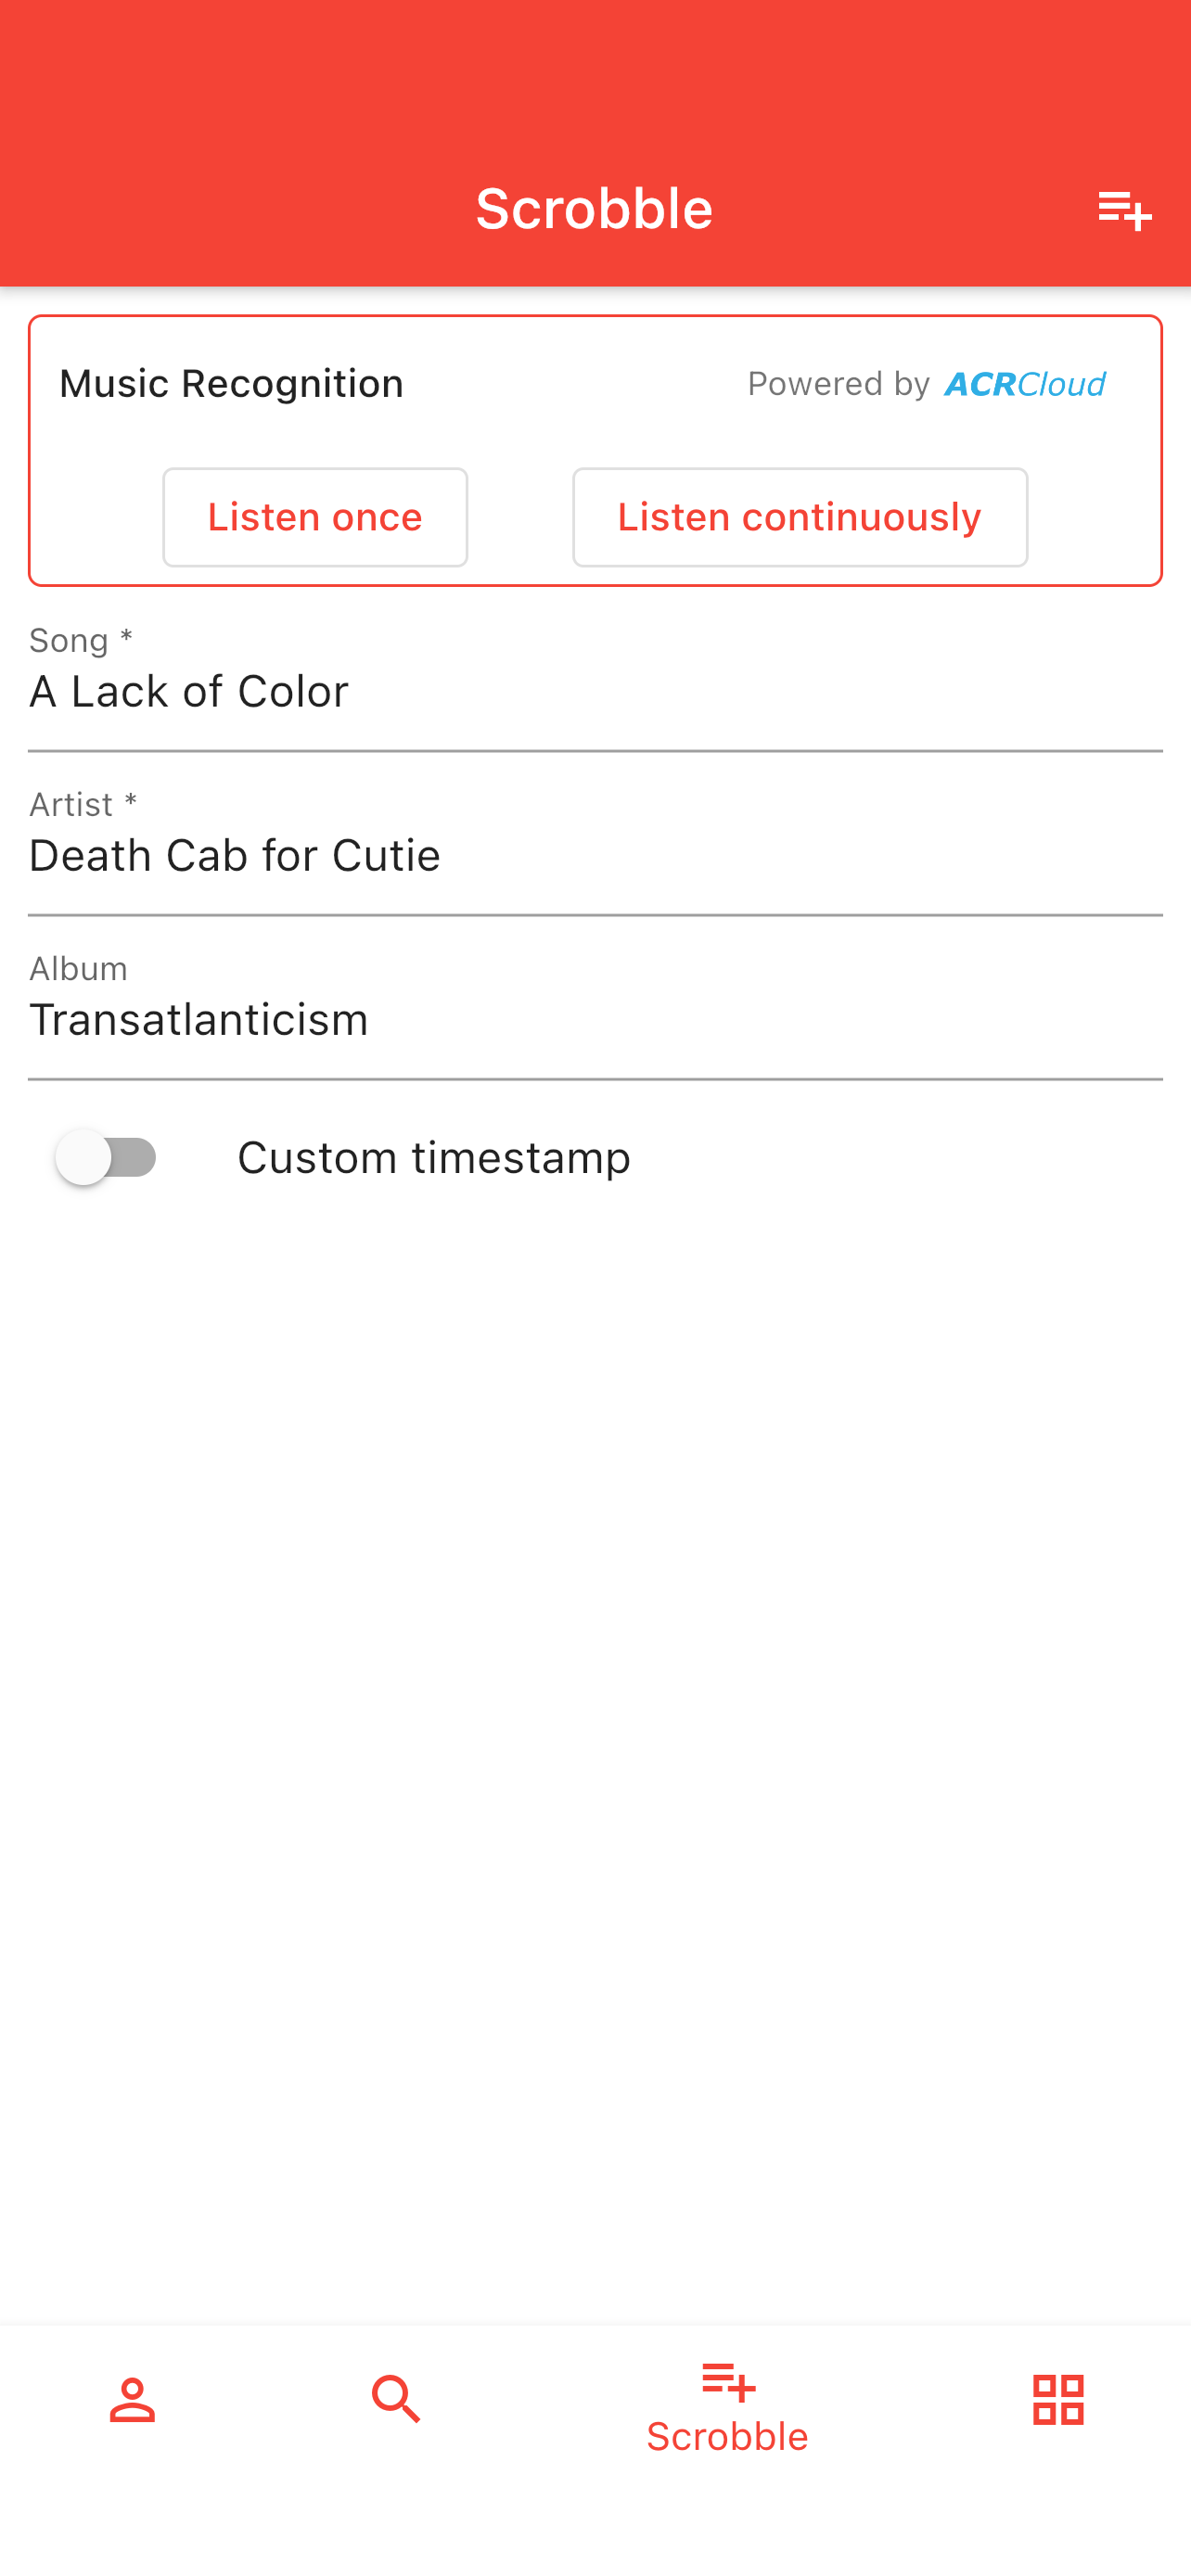 Scrobble
Music Recognition
Powered by ACRCloud
Listen once
Listen continuously
Song *
A Lack of Color
Artist *
Death Cab for Cutie
Album
Transatlanticism
Custom timestamp
Scrobble